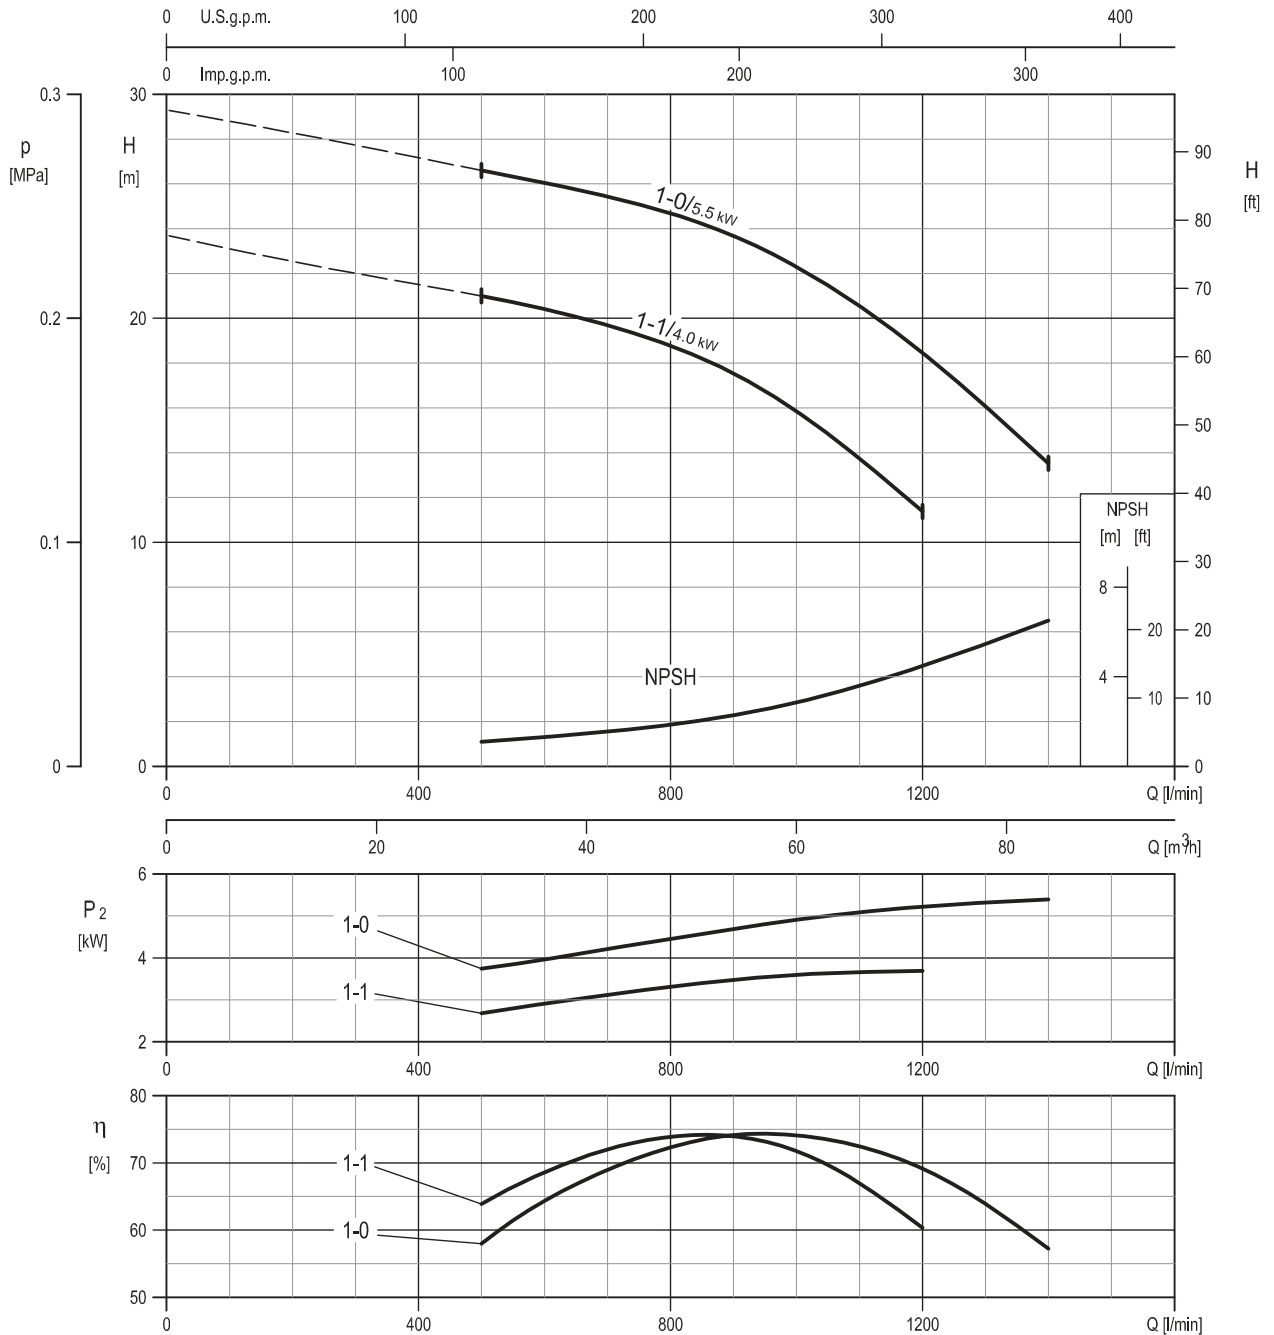 0 U.S.g.p.m. 100 200 300 400
0 Imp.g.p.m. 100 200 300
0.3 30
p H
[MPa] [m]
90
H
[ft]
1-0/5.5 kW
80
70
0.2 20
1-1/4.0 kW
60
50
40
NPSH
[m] [ft]
0.1 10
30
8
20 20
NPSH
4
10 10
0 0 0
0 400 800 1200 Q [l/min]
0 20 40 60 80 Q [m³/h]
6
P2
[kW]
1-0
4
1-1
2
0 400 800 1200 Q [l/min]
80
η
[%]
70
1-1
60
1-0
50
0 400 800 1200 Q [l/min]